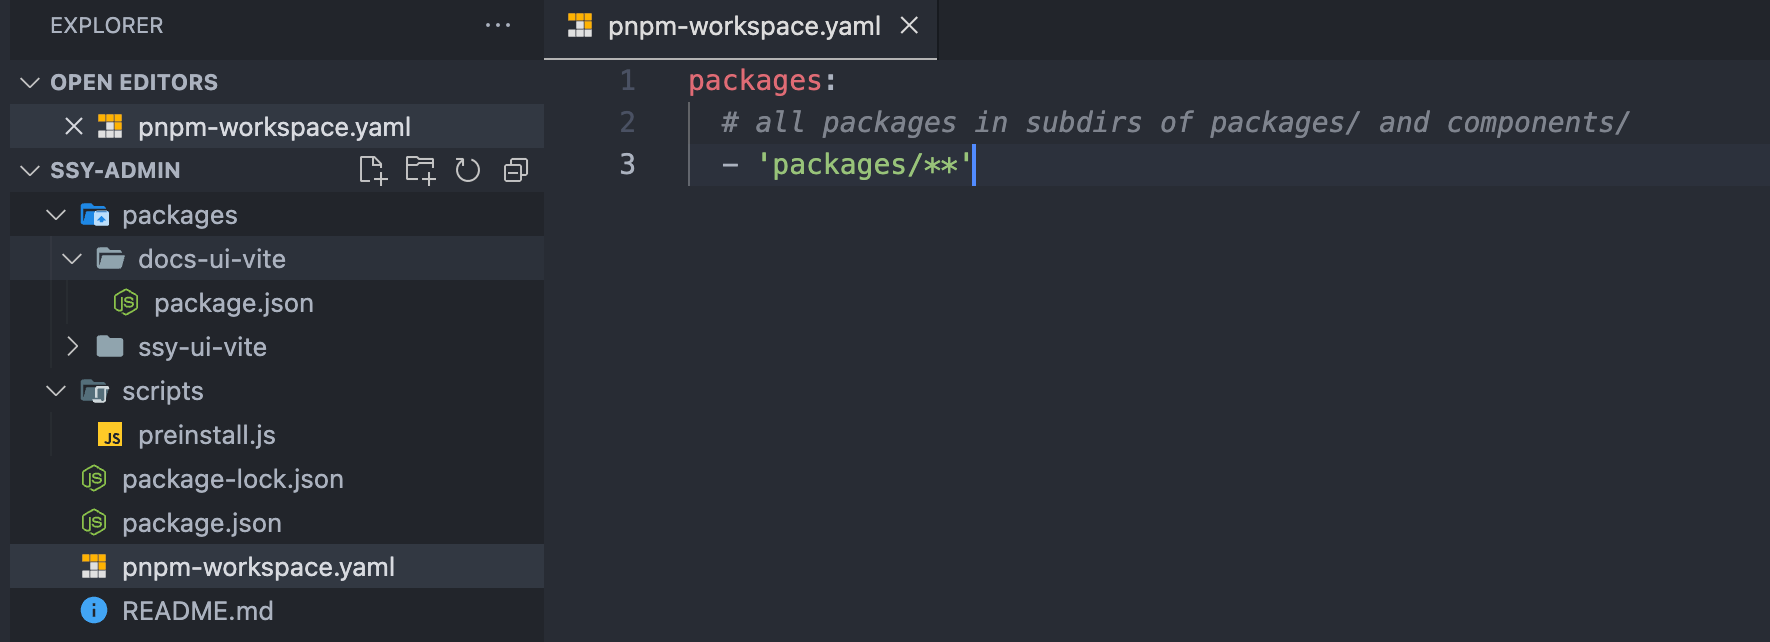 EXPLORER
OPEN EDITORS
pnpm-workspace.yaml
SSY-ADMIN
packages
docs-ui-vite
package.json
ssy-ui-vite
scripts
preinstall.js
package-lock.json
package.json
pnpm-workspace.yaml
README.md
pnpm-workspace.yaml
1 packages:
2 # all packages in subdirs of packages/ and components/
3 - 'packages/**'